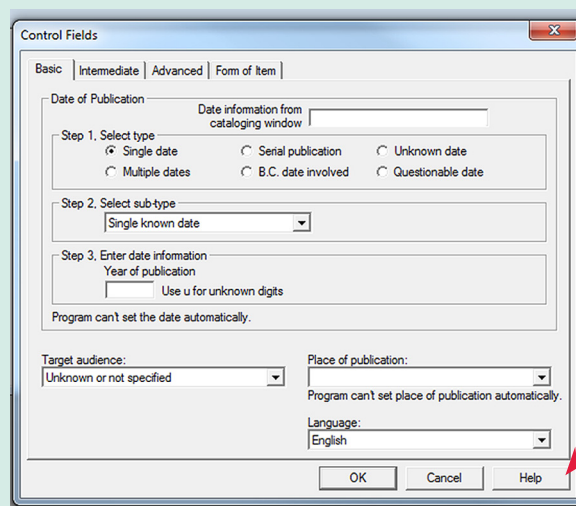 Control Fields
Basic Intermediate Advanced Form of Item
Date of Publication
Date information from
cataloging window
Step 1, Select type
Single date Serial publication Unknown date
Multiple dates B.C. date involved Questionable date
Step 2, Select sub-type
Single known date
Step 3, Enter date information
Year of publication
Use u for unknown digits
Program can't set the date automatically.
Target audience: Place of publication:
Unknown or not specified
Program can't set place of publication automatically.
Language:
English
OK Cancel Help